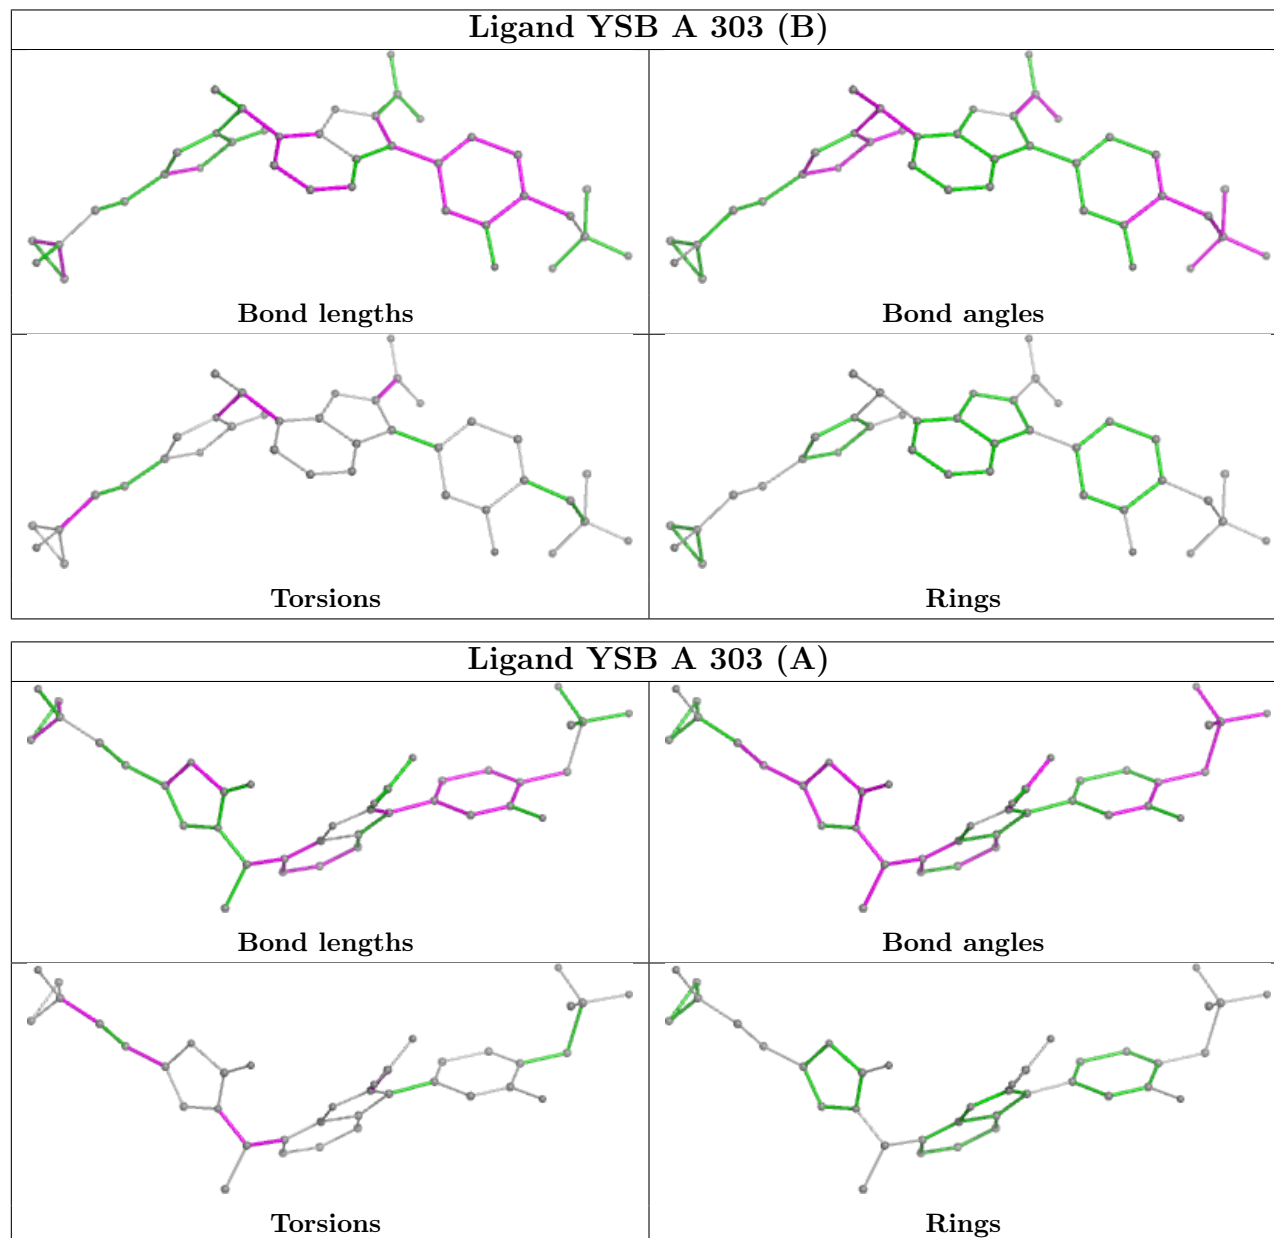 Ligand YSB A 303 (B)
Bond lengths
Bond angles
Torsions
Rings
Ligand YSB A 303 (A)
Bond lengths
Bond angles
Torsions
Rings